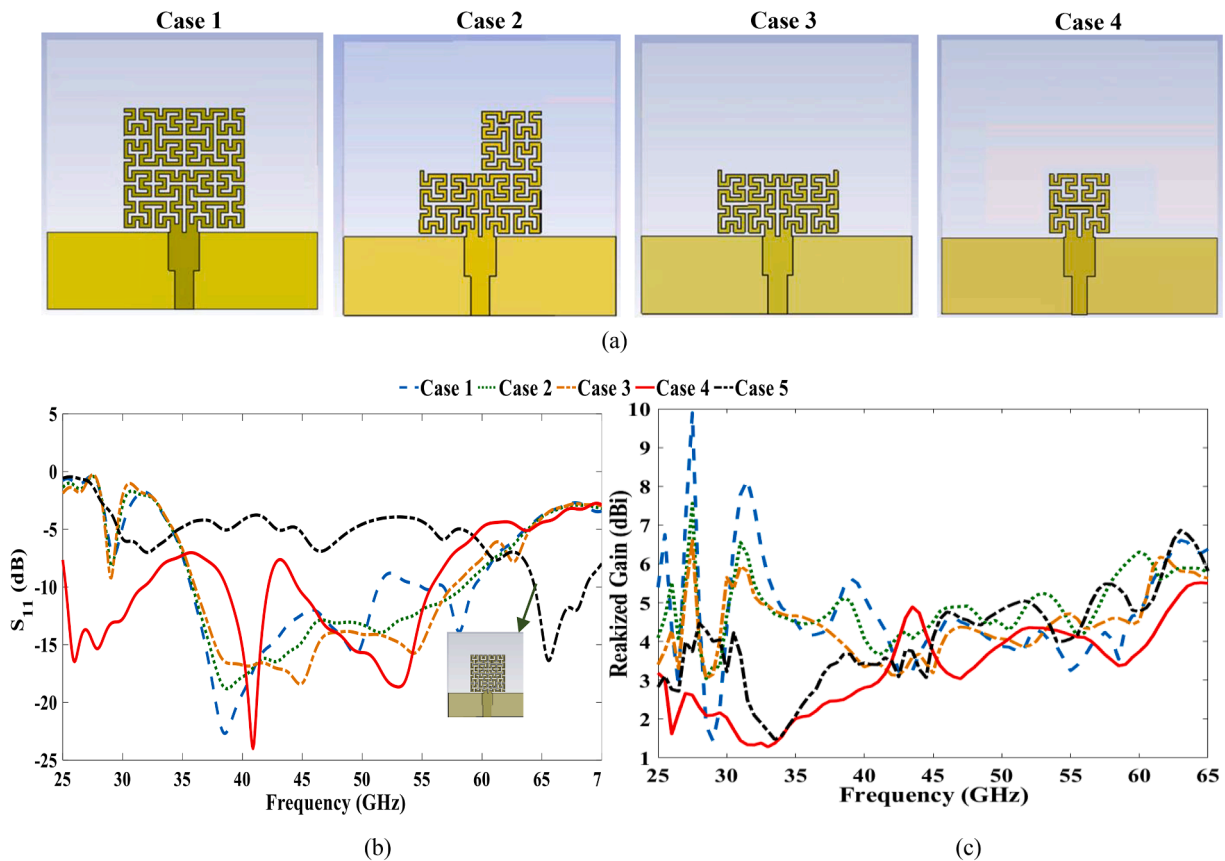 Case 1 Case 2 Case 3 Case 4
(a)
Case 1 Case 2 Case 3 Case 4 Case 5
5
0
-5
-10
-15
-20
-25
S11 (dB)
25 30 35 40 45 50 55 60 65 7
Frequency (GHz)
(b)
10
9
8
7
6
5
4
3
2
1
Reakized Gain (dBi)
25 30 35 40 45 50 55 60 65
Frequency (GHz)
(c)